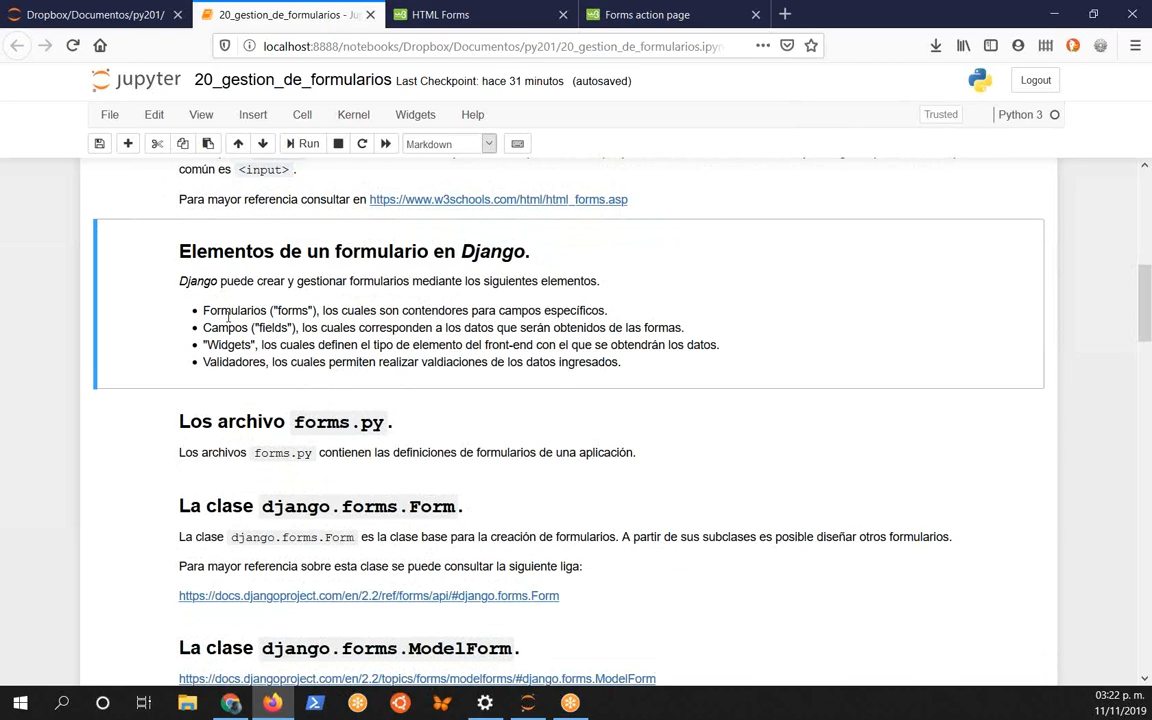 Dropbox/Documentos/py201/
20_gestion_de_formularios - Ju
HTML Forms
Forms action page
localhost:8888/notebooks/Dropbox/Documentos/py201/20_gestion_de_formularios.ipyn
jupyter
20_gestion_de_formularios Last Checkpoint: hace 31 minutos (autosaved)
Logout
File Edit View Insert Cell Kernel Widgets Help
Trusted
Python 3
Run
Markdown
común es <input> .
Para mayor referencia consultar en https://www.w3schools.com/html/html_forms.asp
Elementos de un formulario en Django.
Django puede crear y gestionar formularios mediante los siguientes elementos.
• Formularios ("forms"), los cuales son contendores para campos específicos.
• Campos ("fields"), los cuales corresponden a los datos que serán obtenidos de las formas.
• "Widgets", los cuales definen el tipo de elemento del front-end con el que se obtendrán los datos.
• Validadores, los cuales permiten realizar valdiaciones de los datos ingresados.
Los archivo forms.py.
Los archivos forms.py contienen las definiciones de formularios de una aplicación.
La clase django.forms.Form.
La clase django.forms.Form es la clase base para la creación de formularios. A partir de sus subclases es posible diseñar otros formularios.
Para mayor referencia sobre esta clase se puede consultar la siguiente liga:
https://docs.djangoproject.com/en/2.2/ref/forms/api/#django.forms.Form
La clase django.forms.ModelForm.
https://docs.djangoproject.com/en/2.2/topics/forms/modelforms/#django.forms.ModelForm
03:22 p. m.
11/11/2019